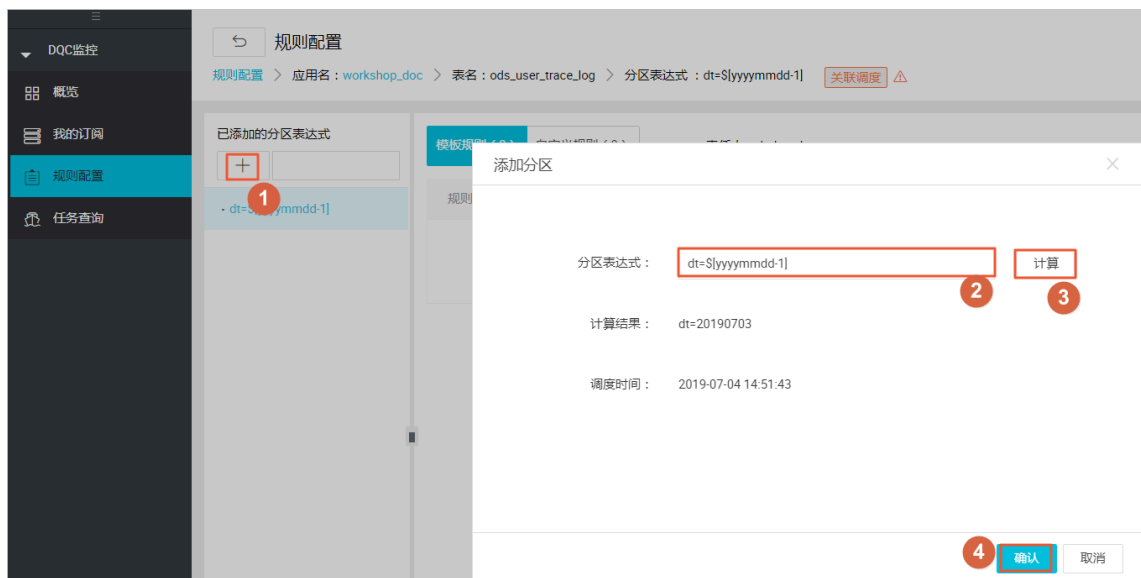 DQC监控
概览
我的订阅
规则配置
任务查询
规则配置
规则配置 > 应用名：workshop_doc > 表名：ods_user_trace_log > 分区表达式 ：dt=$[yyyymmdd-1] 关联调度
已添加的分区表达式
+
1
dt=$[ ymmdd-1]
模板规
规则
添加分区
分区表达式： dt=$[yyyymmdd-1] 计算
2
3
计算结果： dt=20190703
调度时间： 2019-07-04 14:51:43
4 确认 取消